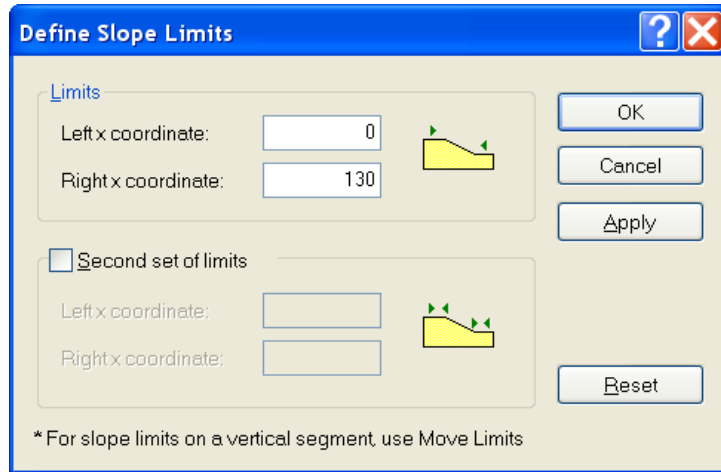 Define Slope Limits
Limits
Left x coordinate: 0
Right x coordinate: 130
OK
Cancel
Apply
Second set of limits
Left x coordinate:
Right x coordinate:
Reset
* For slope limits on a vertical segment, use Move Limits